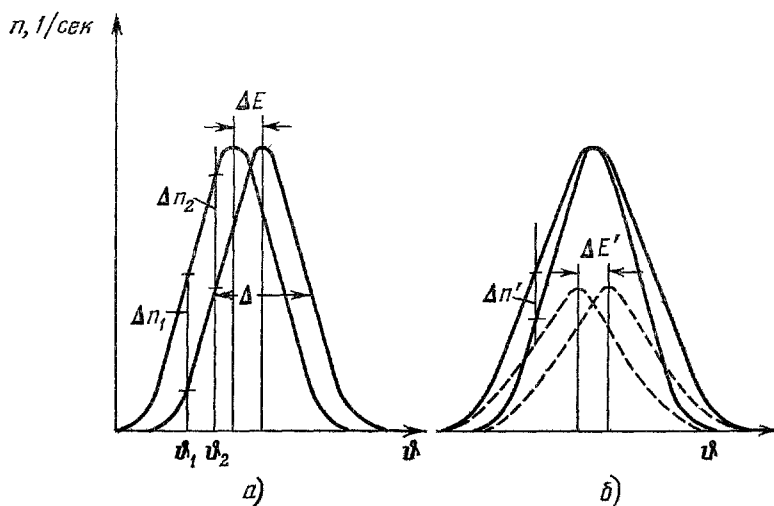 n, 1/сек
ΔE
Δn₂
Δn₁
Δ
ϑ₁ ϑ₂
ϑ
а)
ΔE′
Δn′
ϑ
б)